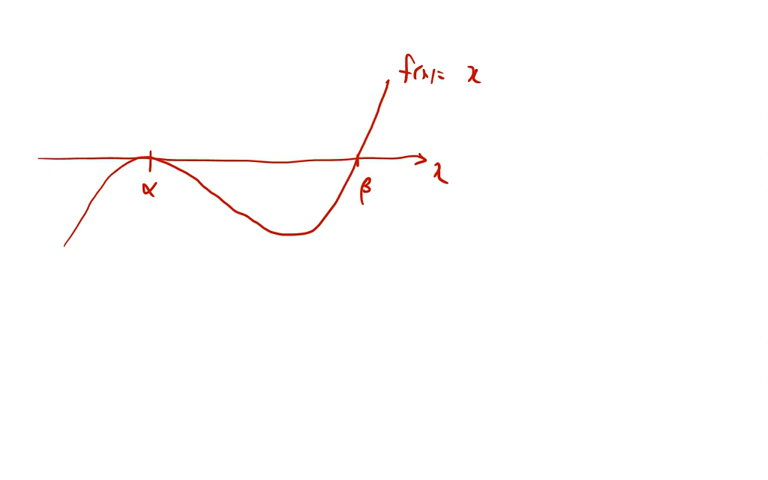 f(x)= x
x
α
β